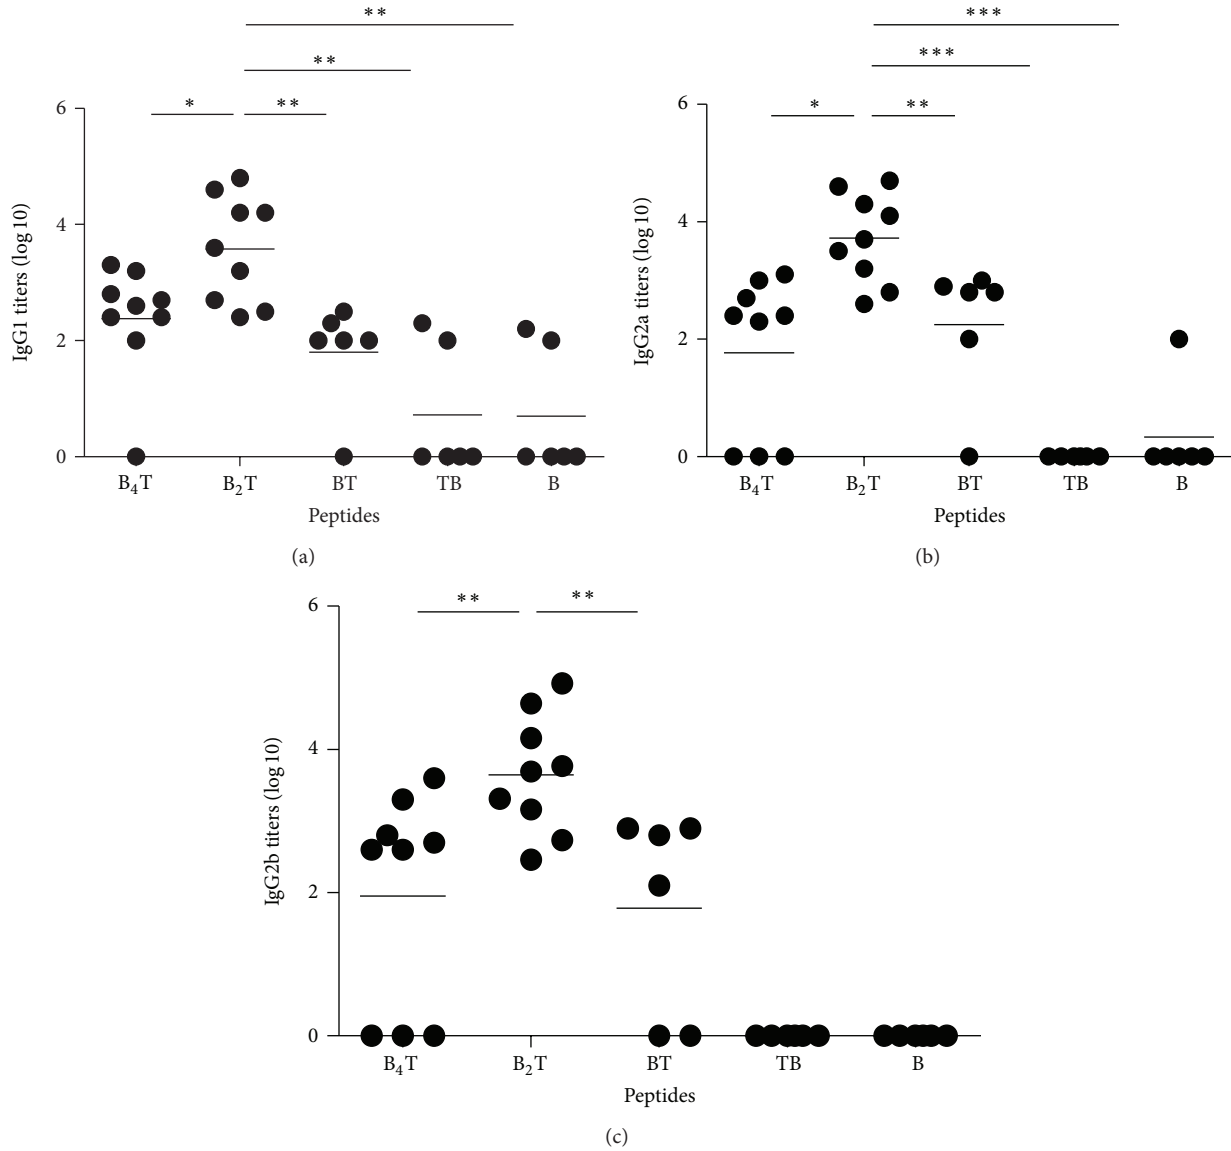 **
**
* **
6
4
2
0
IgG1 titers (log 10)
B₄T B₂T BT TB B
Peptides
(a)
***
***
* **
6
4
2
0
IgG2a titers (log 10)
B₄T B₂T BT TB B
Peptides
(b)
** **
6
4
2
0
IgG2b titers (log 10)
B₄T B₂T BT TB B
Peptides
(c)